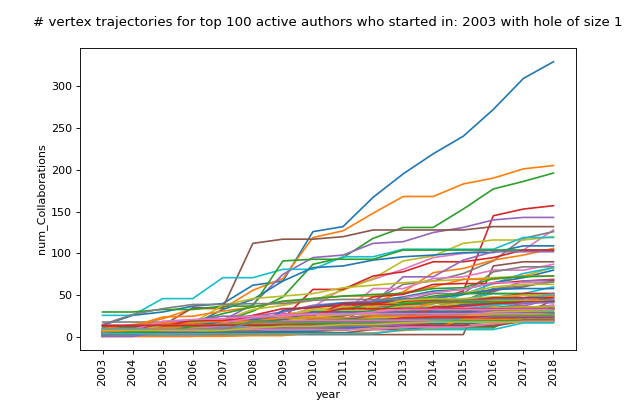 # vertex trajectories for top 100 active authors who started in: 2003 with hole of size 1
num_Collaborations
300
250
200
150
100
50
0
2003 2004 2005 2006 2007 2008 2009 2010 2011 2012 2013 2014 2015 2016 2017 2018
year